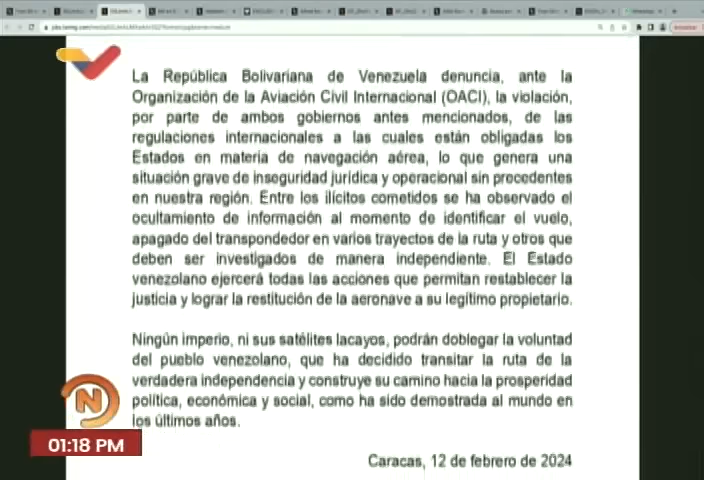 La República Bolivariana de Venezuela denuncia, ante la
Organización de la Aviación Civil Internacional (OACI), la violación,
por parte de ambos gobiernos antes mencionados, de las
regulaciones internacionales a las cuales están obligadas los
Estados en materia de navegación aérea, lo que genera una
situación grave de inseguridad jurídica y operacional sin precedentes
en nuestra región. Entre los ilícitos cometidos se ha observado el
ocultamiento de información al momento de identificar el vuelo,
apagado del transpondedor en varios trayectos de la ruta y otros que
deben ser investigados de manera independiente. El Estado
venezolano ejercerá todas las acciones que permitan restablecer la
justicia y lograr la restitución de la aeronave a su legítimo propietario.
Ningún imperio, ni sus satélites lacayos, podrán doblegar la voluntad
del pueblo venezolano, que ha decidido transitar la ruta de la
verdadera independencia y construye su camino hacia la prosperidad
política, económica y social, como ha sido demostrada al mundo en
los últimos años.
N
01:18 PM
Caracas, 12 de febrero de 2024